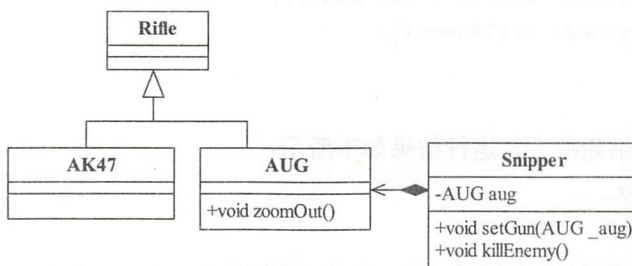 Rifle
AK47
AUG
+void zoomOut()
Snipper
-AUG aug
+void setGun(AUG _aug)
+void killEnemy()